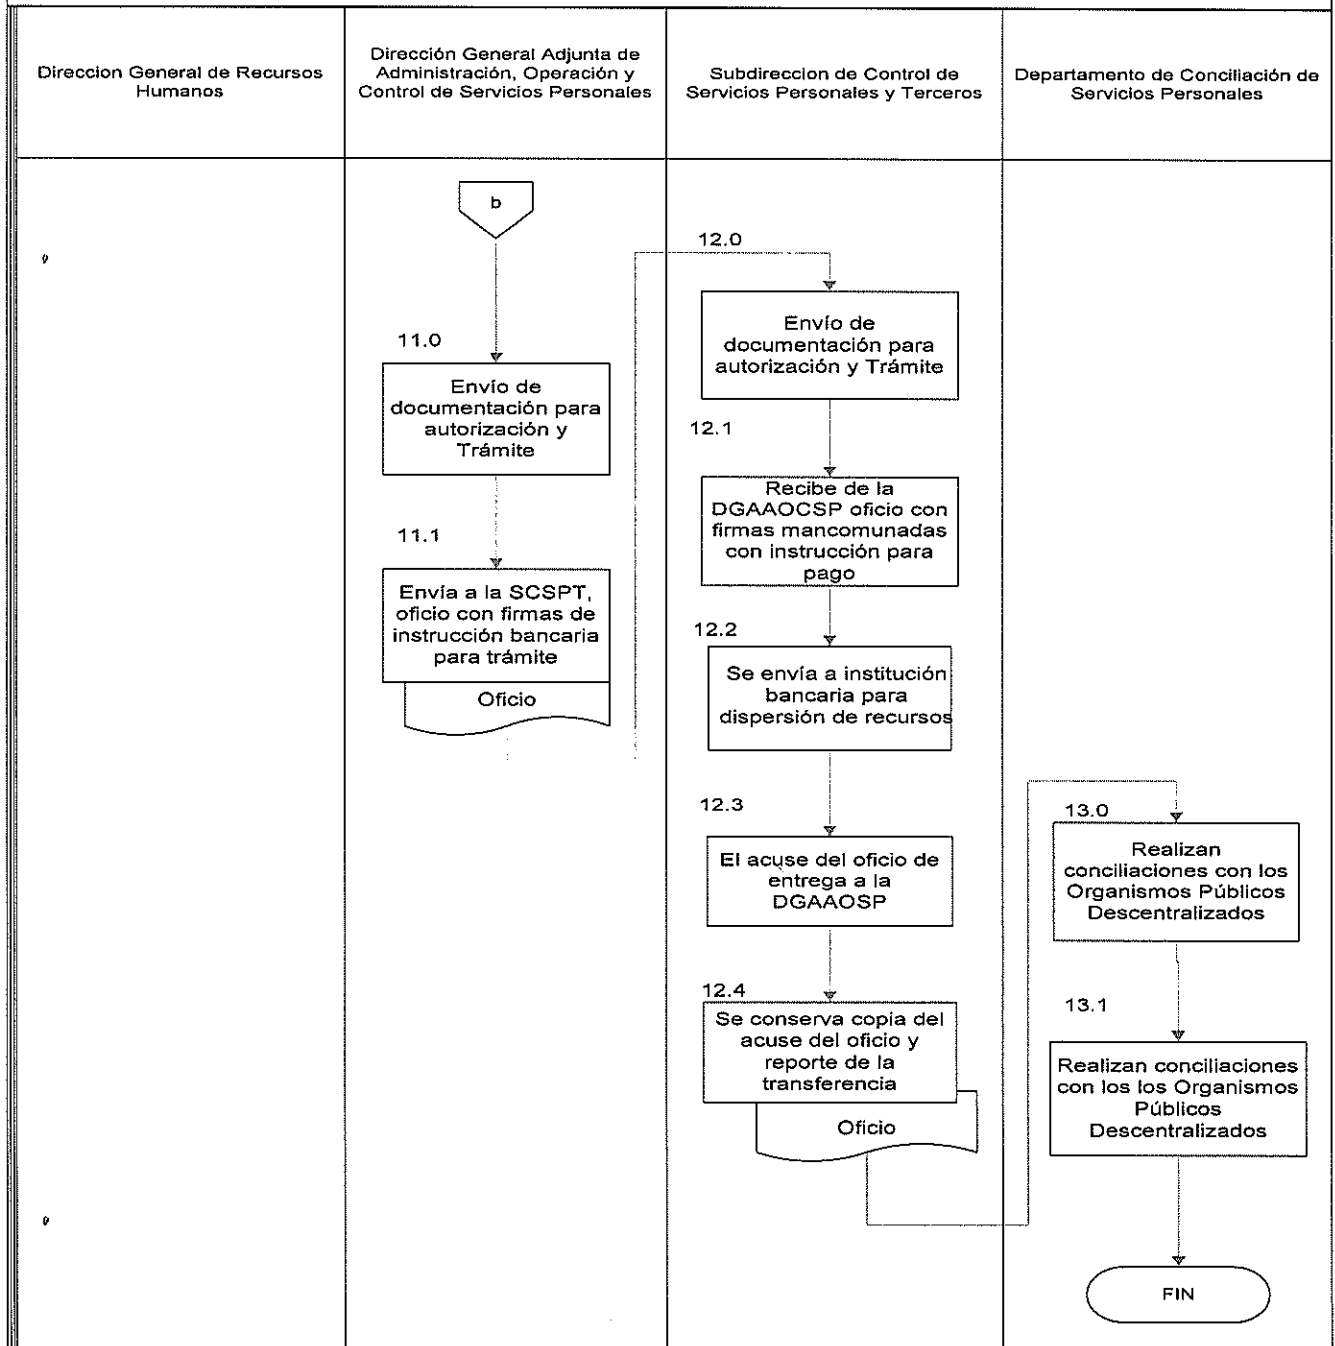 Direccion General de Recursos
Humanos
Dirección General Adjunta de
Administración, Operación y
Control de Servicios Personales
Subdireccion de Control de
Servicios Personales y Terceros
Departamento de Conciliación de
Servicios Personales
b
11.0
Envío de
documentación para
autorización y
Trámite
11.1
Envía a la SCSPT,
oficio con firmas de
instrucción bancaria
para trámite
Oficio
12.0
Envío de
documentación para
autorización y Trámite
12.1
Recibe de la
DGAAOCSP oficio con
firmas mancomunadas
con instrucción para
pago
12.2
Se envía a institución
bancaria para
dispersión de recursos
12.3
El acuse del oficio de
entrega a la
DGAAOSP
12.4
Se conserva copia del
acuse del oficio y
reporte de la
transferencia
Oficio
13.0
Realizan
conciliaciones con los
Organismos Públicos
Descentralizados
13.1
Realizan conciliaciones
con los los Organismos
Públicos
Descentralizados
FIN